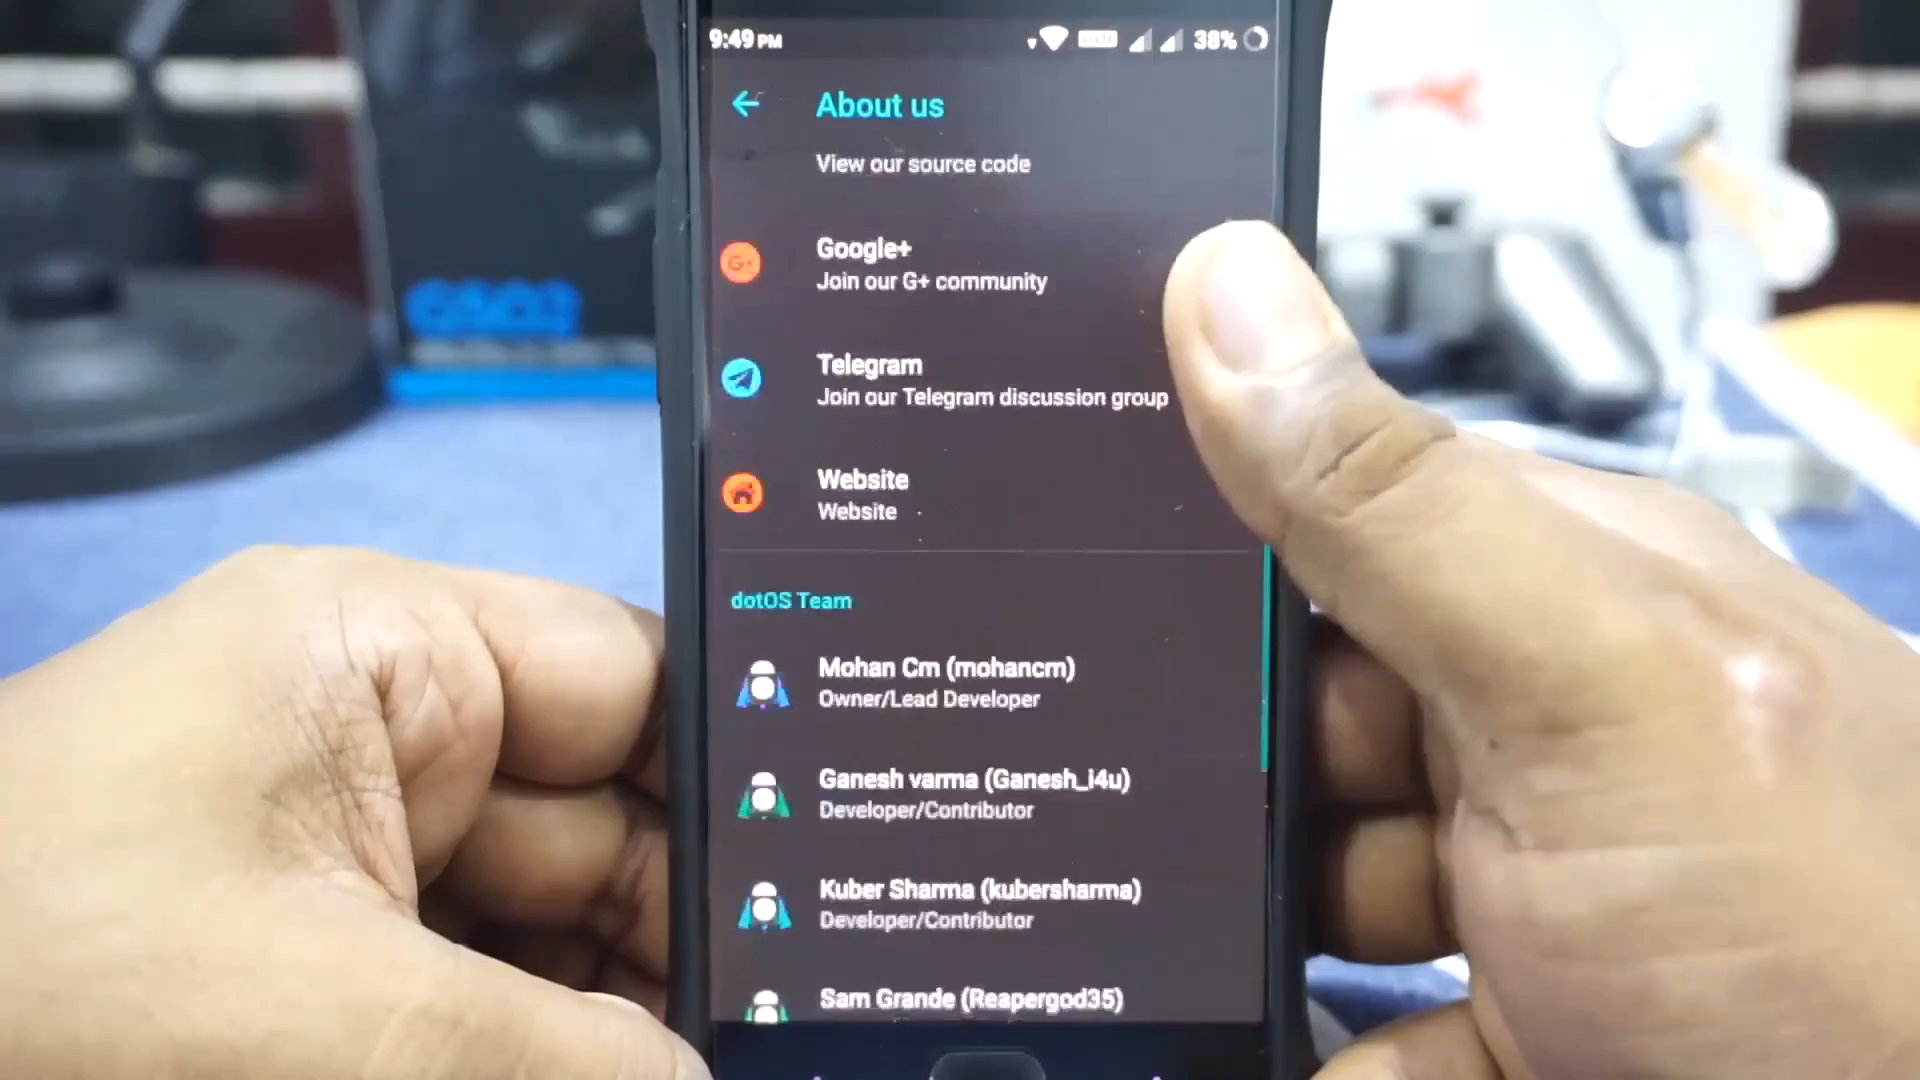 9:49 PM
38%
About us
View our source code
G+
Google+
Join our G+ community
Telegram
Join our Telegram discussion group
Website
Website
dotOS Team
Mohan Cm (mohancm)
Owner/Lead Developer
Ganesh varma (Ganesh_i4u)
Developer/Contributor
Kuber Sharma (kubersharma)
Developer/Contributor
Sam Grande (Reapergod35)